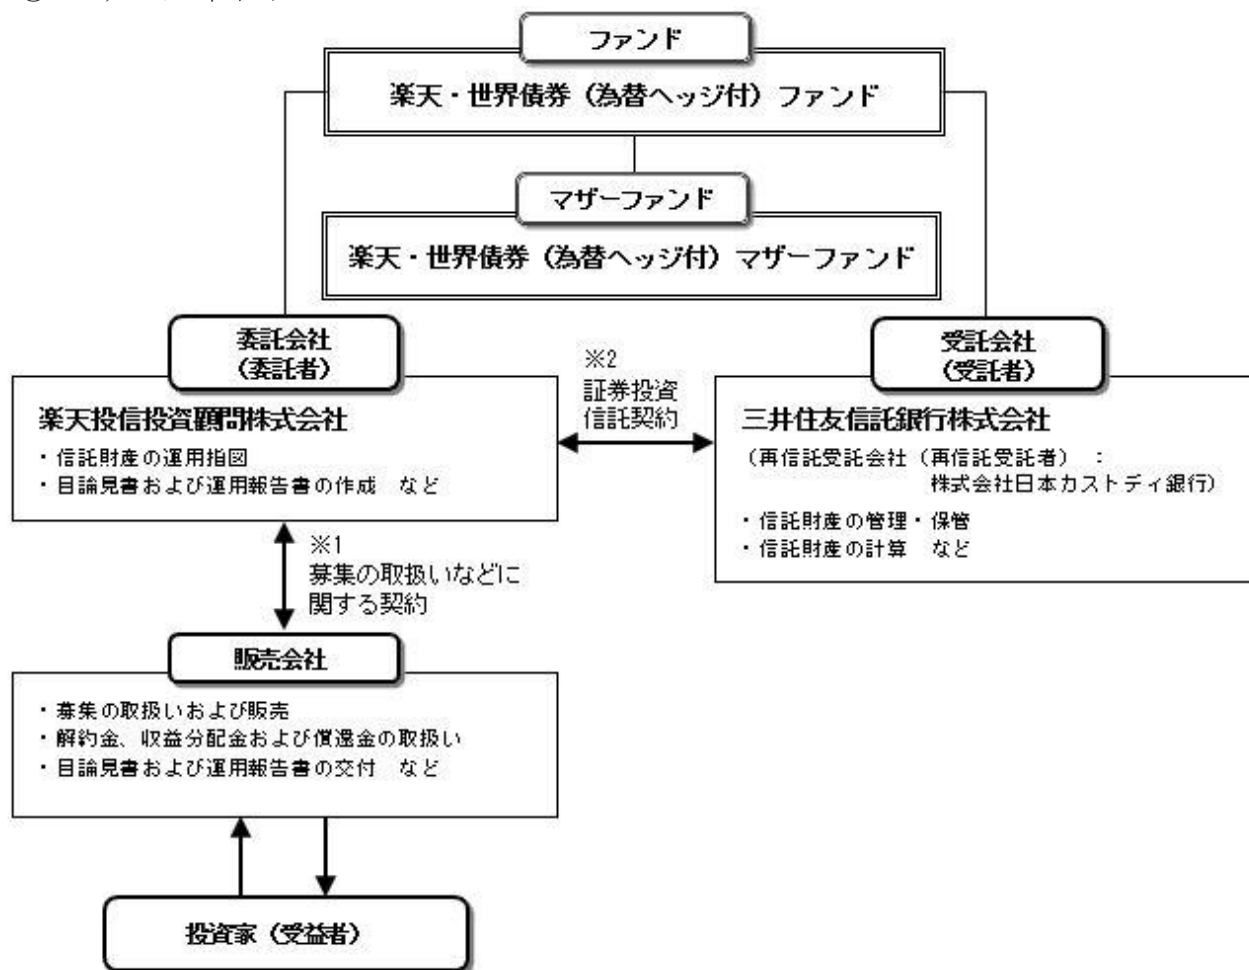 ファンド
楽天・世界債券（為替ヘッジ付）ファンド
マザーファンド
楽天・世界債券（為替ヘッジ付）マザーファンド
委託会社
（委託者）
楽天投信投資顧問株式会社
・信託財産の運用指図
・目論見書および運用報告書の作成　など
※2
証券投資
信託契約
受託会社
（受託者）
三井住友信託銀行株式会社
（再信託受託会社（再信託受託者）　：
株式会社日本カストディ銀行）
・信託財産の管理・保管
・信託財産の計算　など
※1
募集の取扱いなどに
関する契約
販売会社
・募集の取扱いおよび販売
・解約金、収益分配金および償還金の取扱い
・目論見書および運用報告書の交付　など
投資家（受益者）